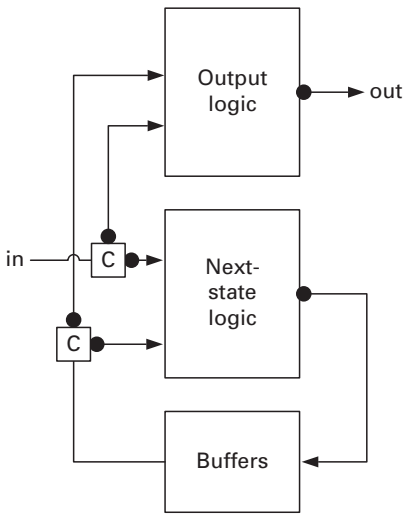 Output
logic
out
in
C
Next-
state
logic
C
Buffers